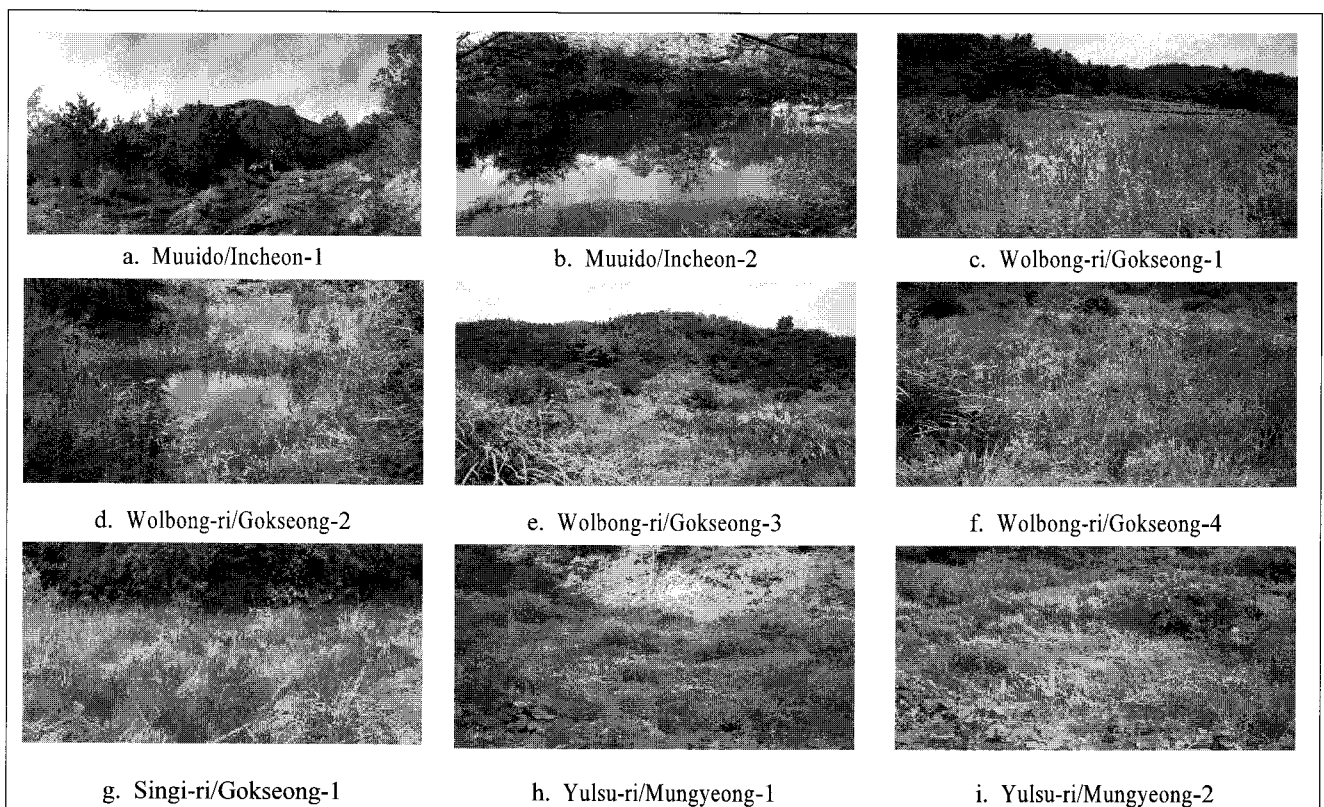 a. Muuido/Incheon-1
b. Muuido/Incheon-2
c. Wolbong-ri/Gokseong-1
d. Wolbong-ri/Gokseong-2
e. Wolbong-ri/Gokseong-3
f. Wolbong-ri/Gokseong-4
g. Singi-ri/Gokseong-1
h. Yulsu-ri/Mungyeong-1
i. Yulsu-ri/Mungyeong-2